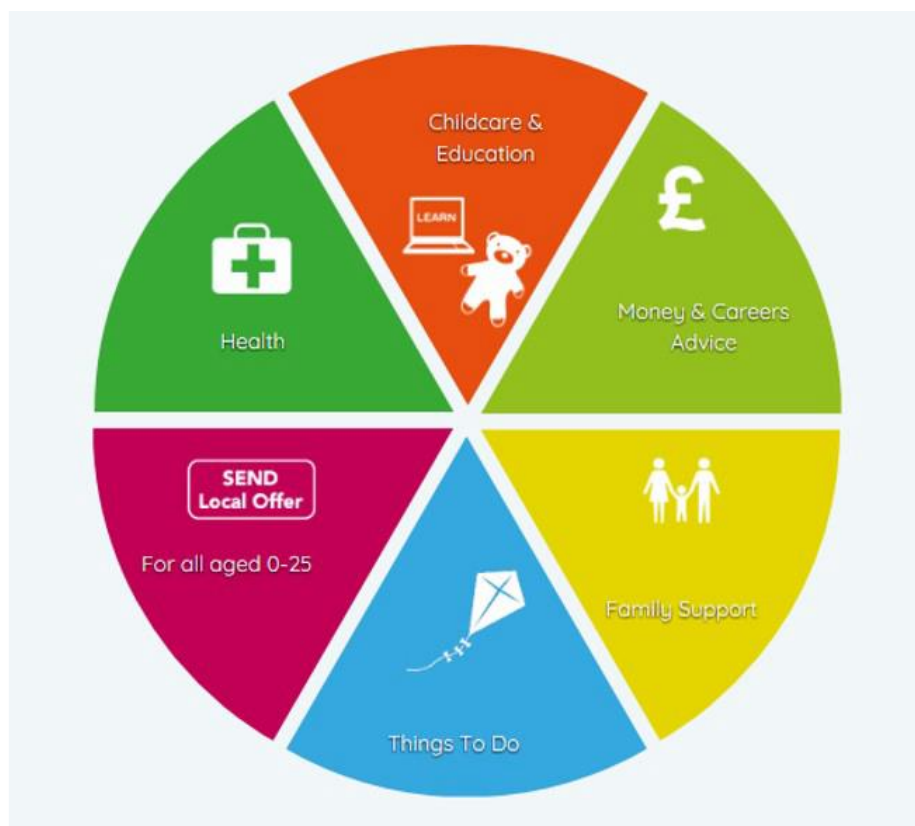 Childcare &
Education
LEARN
£
Money & Careers
Advice
Health
SEND
Local Offer
For all aged 0-25
Family Support
Things To Do